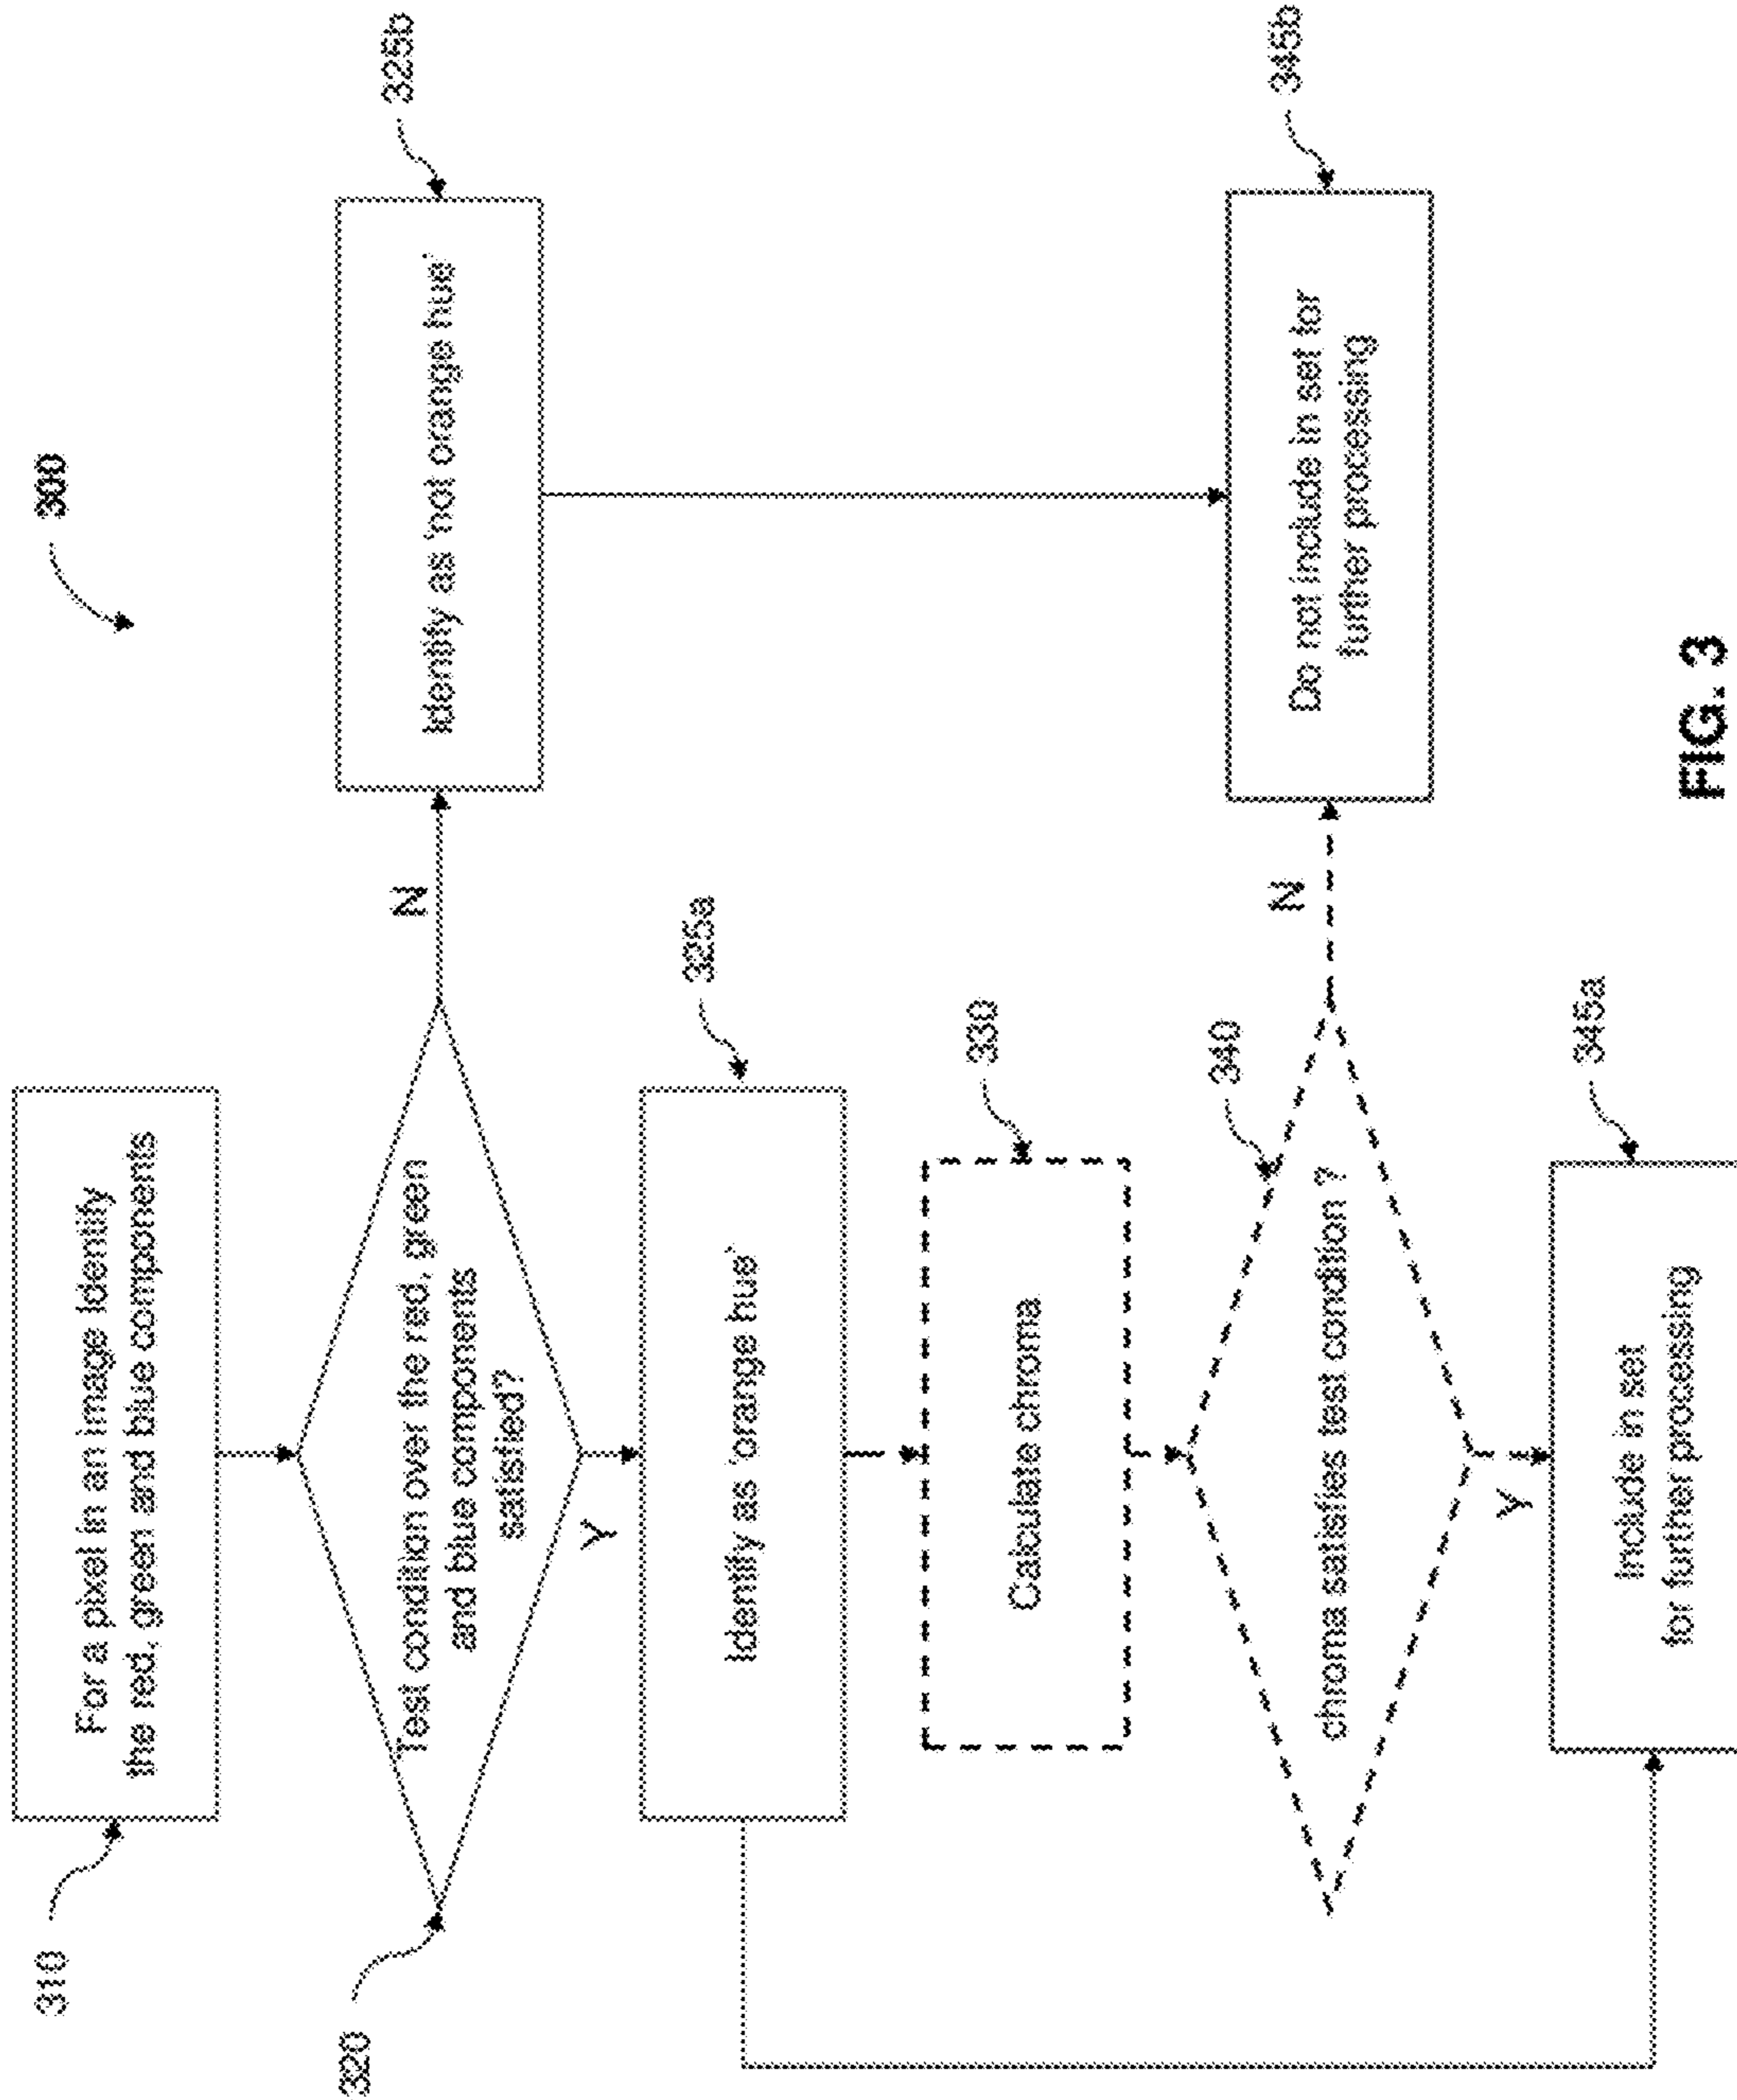 300
310
For a pixel in an image identify
the red, green and blue components
320
Test condition over the red, green
and blue components
satisfied?
N
Identify as 'not orange hue'
325b
Y
Identify as 'orange hue'
325a
Calculate chroma
330
chroma satisfies test condition ?
340
N
Do not include in set for
further processing
345b
Y
Include in set
for further processing
345a
FIG. 3